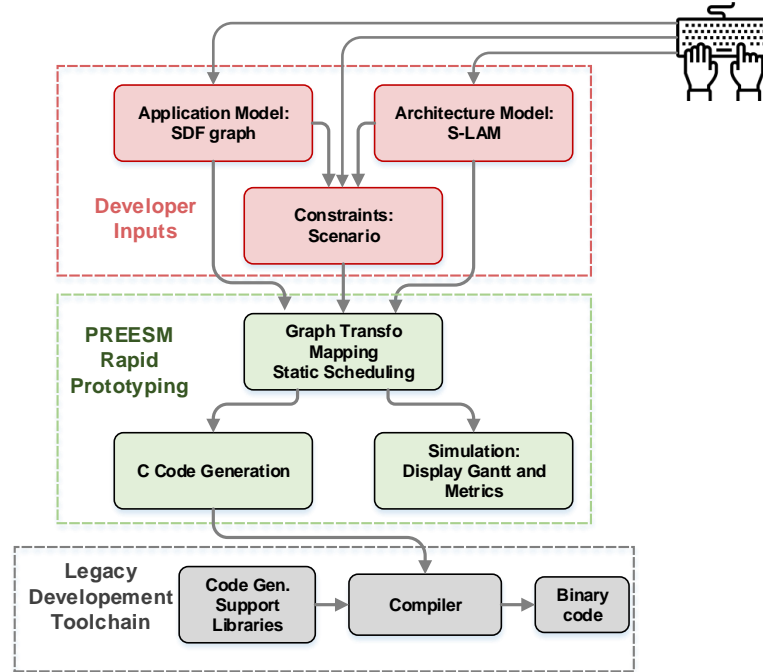 Application Model:
SDF graph
Architecture Model:
S-LAM
Developer
Inputs
Constraints:
Scenario
PREESM
Rapid
Prototyping
Graph Transfo
Mapping
Static Scheduling
C Code Generation
Simulation:
Display Gantt and
Metrics
Legacy
Developement
Toolchain
Code Gen.
Support
Libraries
Compiler
Binary
code